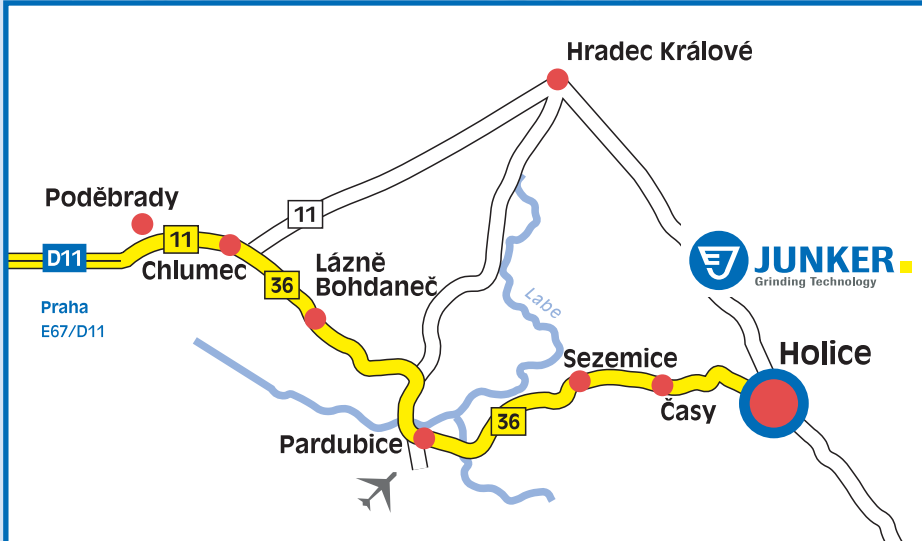 Hradec Králové
Poděbrady
11
11
D11
Chlumec
Lázně
Bohdaneč
36
JUNKER
Grinding Technology
Praha
E67/D11
Labe
Sezemice
Holice
Časy
36
Pardubice